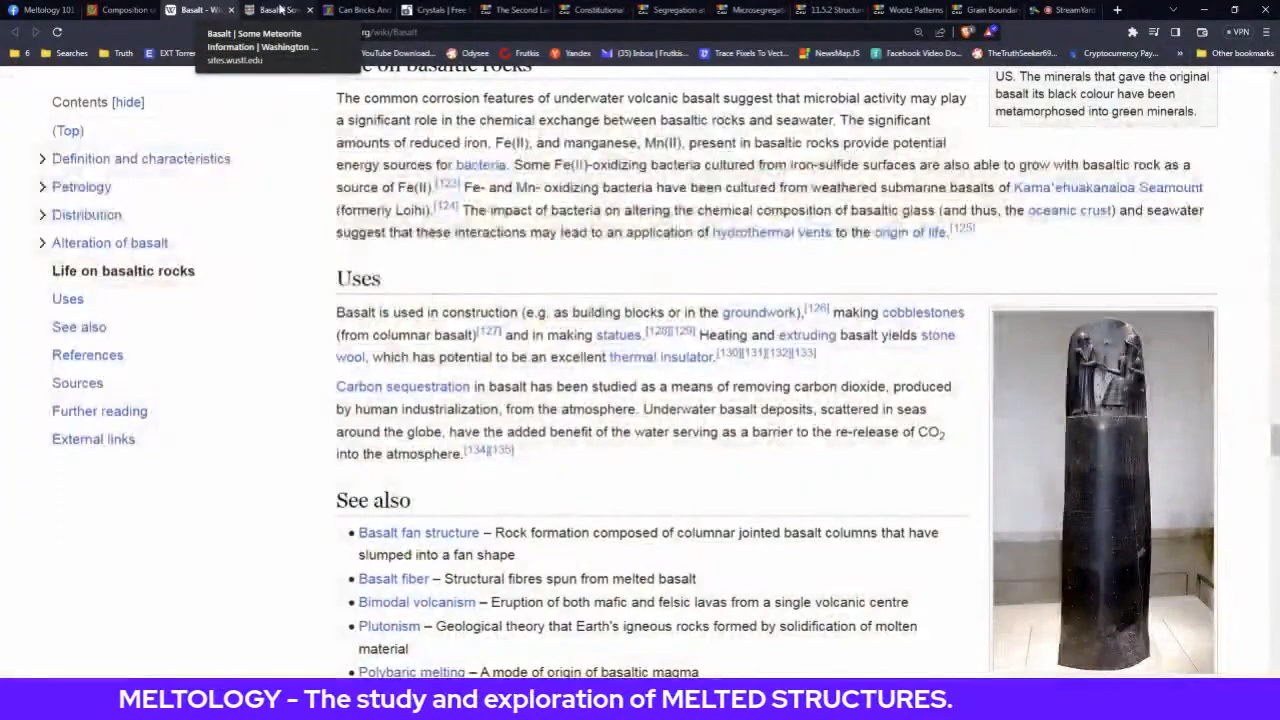 Meltology 101
Composition o
Basalt - Wi
Basalt | So
Can Bricks And
Crystals | Free
The Second La
Constitutional
Segregation at
Microsegrega
11.5.2 Structur
Wootz Patterns
Grain Boundar
StreamYard
Basalt | Some Meteorite
Information | Washington ...
sites.wustl.edu
.org/wiki/Basalt
VPN
6
Searches
Truth
EXT Torren
YouTube Download...
Odysee
Frutkis
Yandex
(35) Inbox | Frutkis...
Trace Pixels To Vect...
NewsMap.JS
TheTruthSeeker69...
Cryptocurrency Pay...
Other bookmarks
Life on basaltic rocks
Contents [hide]
(Top)
Definition and characteristics
Petrology
Distribution
Alteration of basalt
Life on basaltic rocks
Uses
See also
References
Sources
Further reading
External links
The common corrosion features of underwater volcanic basalt suggest that microbial activity may play
a significant role in the chemical exchange between basaltic rocks and seawater. The significant
amounts of reduced iron, Fe(II), and manganese, Mn(II), present in basaltic rocks provide potential
energy sources for bacteria. Some Fe(II)-oxidizing bacteria cultured from iron-sulfide surfaces are also able to grow with basaltic rock as a
source of Fe(II).[123] Fe- and Mn- oxidizing bacteria have been cultured from weathered submarine basalts of Kamaʻehuakanaloa Seamount
(formerly Loihi).[124] The impact of bacteria on altering the chemical composition of basaltic glass (and thus, the oceanic crust) and seawater
suggest that these interactions may lead to an application of hydrothermal vents to the origin of life.[125]
US. The minerals that gave the original
basalt its black colour have been
metamorphosed into green minerals.
Uses
Basalt is used in construction (e.g. as building blocks or in the groundwork),[126] making cobblestones
(from columnar basalt)[127] and in making statues.[128][129] Heating and extruding basalt yields stone
wool, which has potential to be an excellent thermal insulator.[130][131][132][133]
Carbon sequestration in basalt has been studied as a means of removing carbon dioxide, produced
by human industrialization, from the atmosphere. Underwater basalt deposits, scattered in seas
around the globe, have the added benefit of the water serving as a barrier to the re-release of CO2
into the atmosphere.[134][135]
See also
• Basalt fan structure – Rock formation composed of columnar jointed basalt columns that have
slumped into a fan shape
• Basalt fiber – Structural fibres spun from melted basalt
• Bimodal volcanism – Eruption of both mafic and felsic lavas from a single volcanic centre
• Plutonism – Geological theory that Earth's igneous rocks formed by solidification of molten
material
• Polybaric melting – A mode of origin of basaltic magma
MELTOLOGY - The study and exploration of MELTED STRUCTURES.